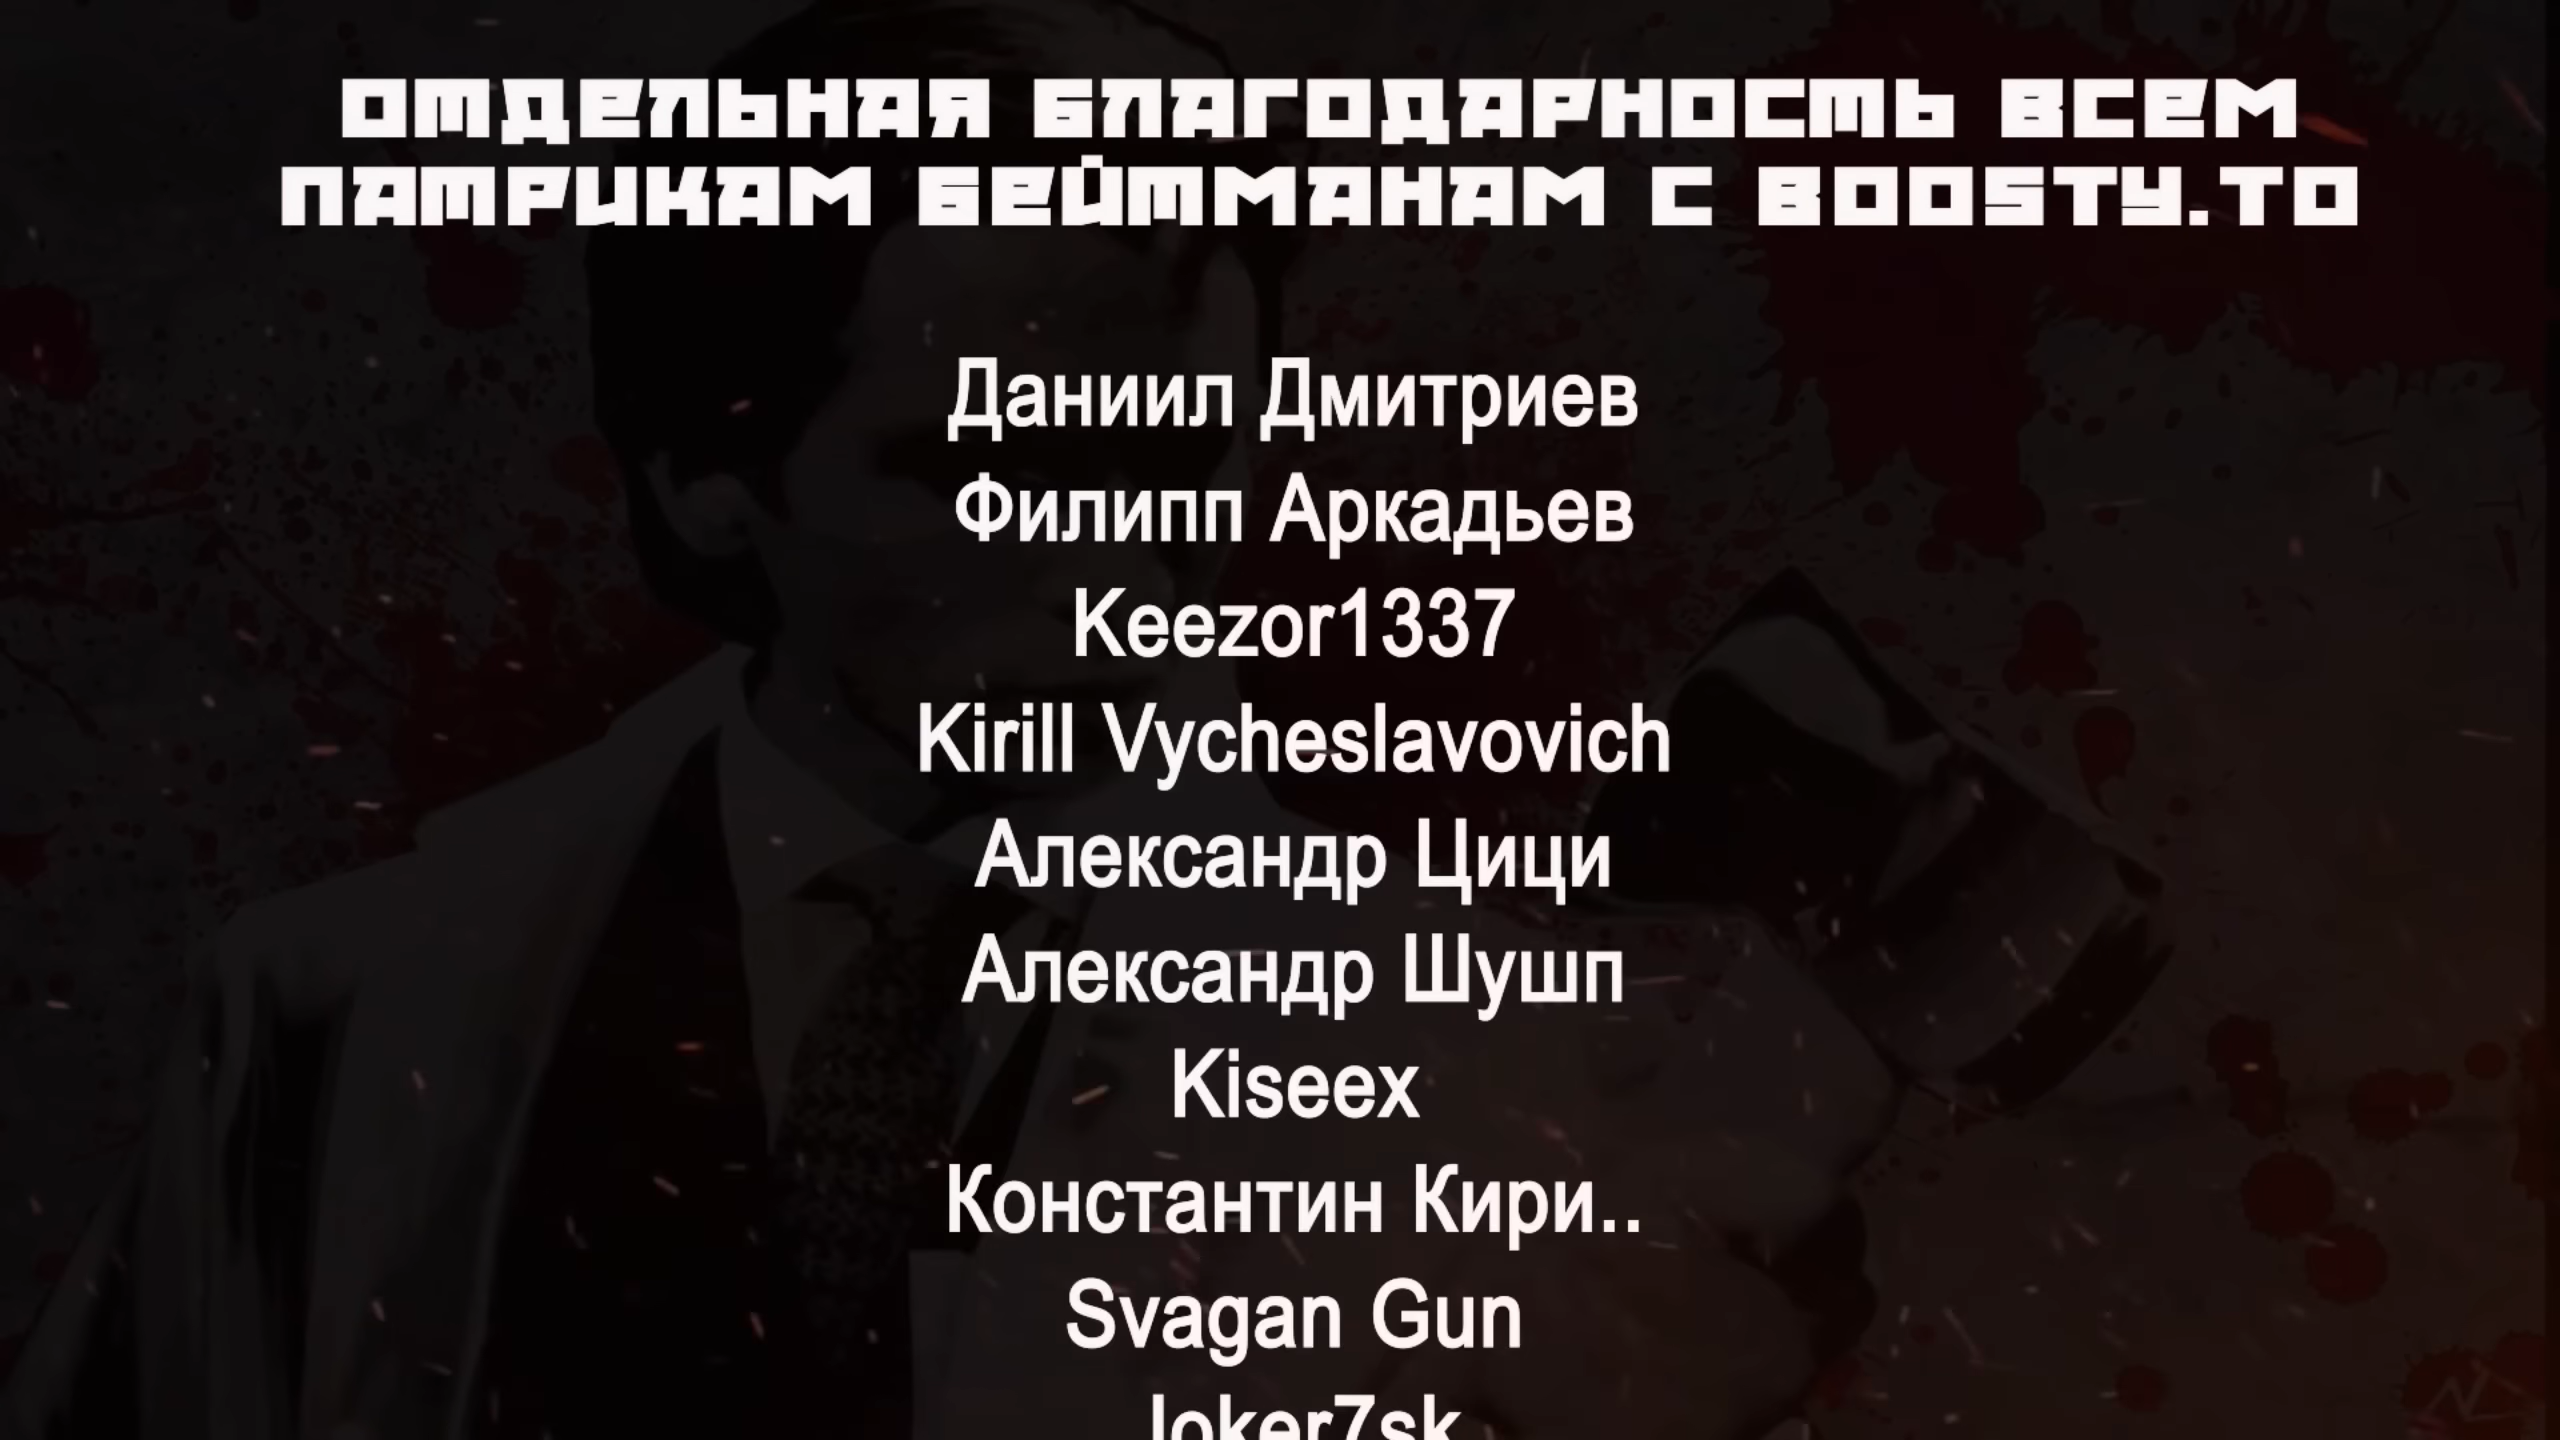 ОТДЕЛЬНАЯ БЛАГОДАРНОСТЬ ВСЕМ
ПАТРИКАМ БЕЙТМАНАМ С BOOSTY.TO
Даниил Дмитриев
Филипп Аркадьев
Keezor1337
Kirill Vycheslavovich
Александр Цици
Александр Шушп
Kiseex
Константин Кири..
Svagan Gun
Joker7sk